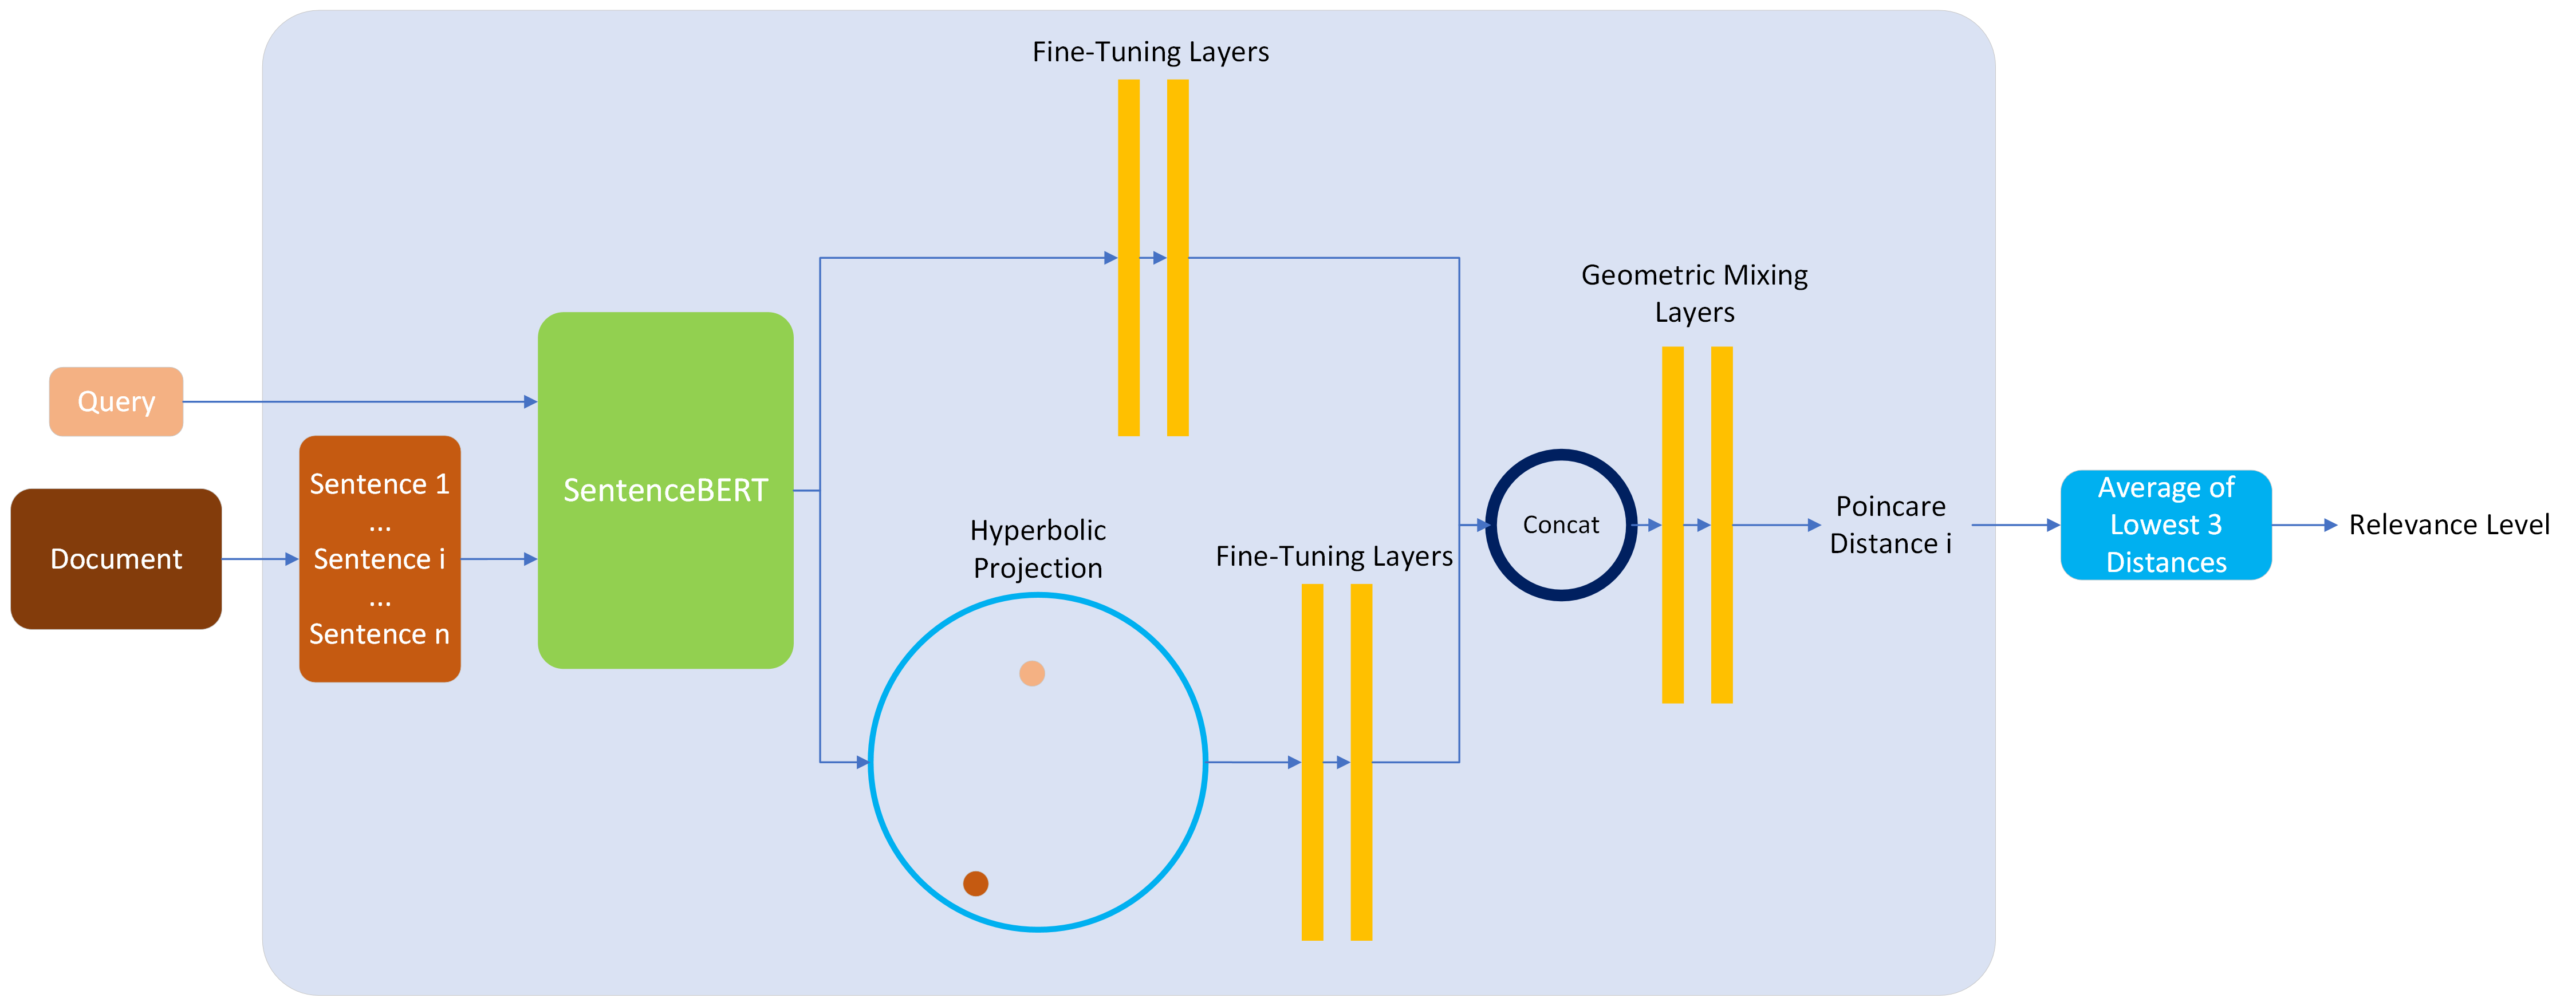 Fine-Tuning Layers
Query
Document
Sentence 1
...
Sentence i
...
Sentence n
SentenceBERT
Hyperbolic
Projection
Fine-Tuning Layers
Concat
Geometric Mixing
Layers
Poincare
Distance i
Average of
Lowest 3
Distances
Relevance Level